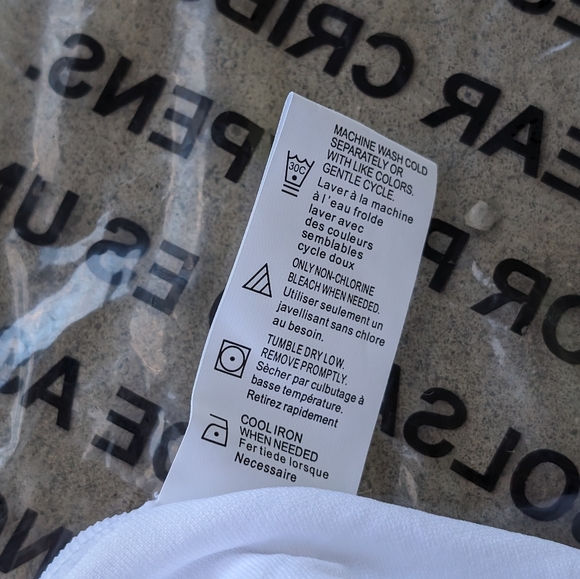 MACHINE WASH COLD
SEPARATELY OR
WITH LIKE COLORS.
GENTLE CYCLE.
30C
Laver à la machine
à l'eau froide
laver avec
des couleurs
semblables
cycle doux
ONLY NON-CHLORINE
BLEACH WHEN NEEDED.
Utiliser seulement un
javellisant sans chlore
au besoin.
TUMBLE DRY LOW.
REMOVE PROMPTLY.
Sècher par culbutage à
basse température.
Retirez rapidement
COOL IRON
WHEN NEEDED
Fer tiede lorsque
Necessaire